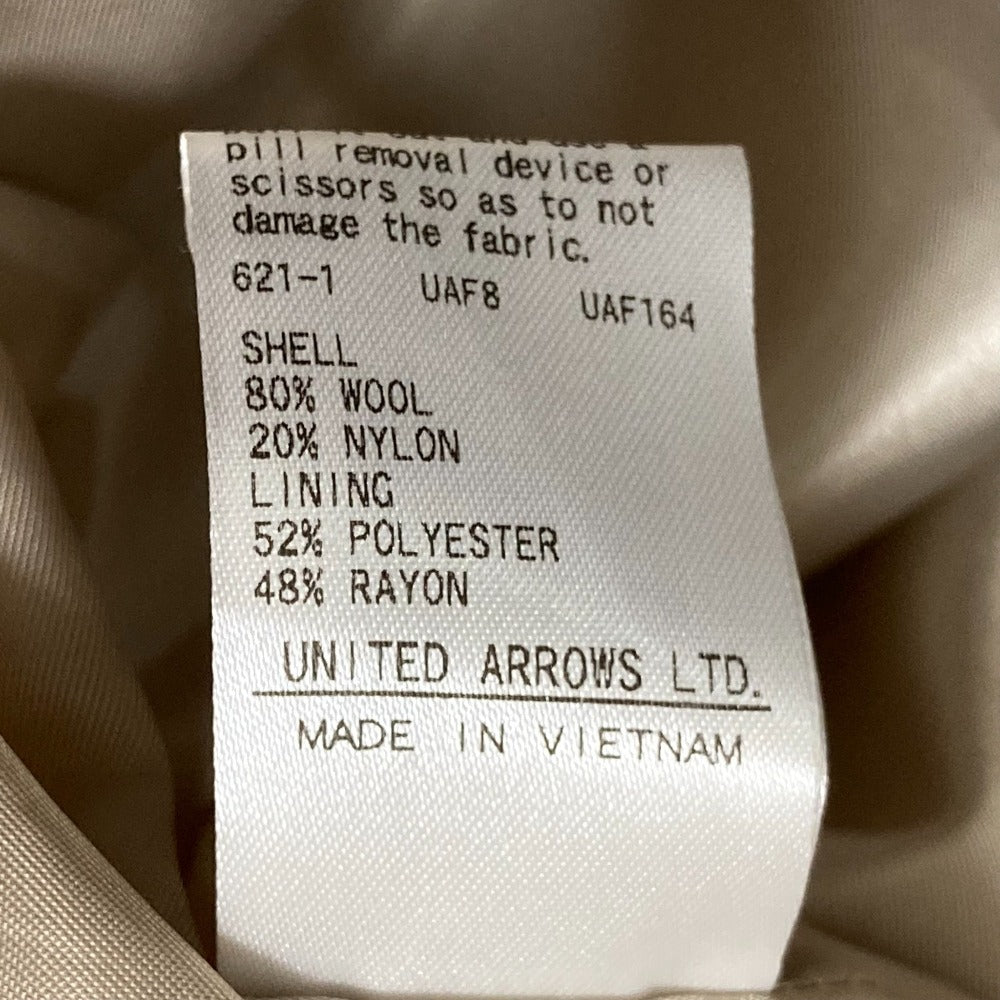 pill removal device or
scissors so as to not
damage the fabric.
621-1 UAF8 UAF164
SHELL
80% WOOL
20% NYLON
LINING
52% POLYESTER
48% RAYON
UNITED ARROWS LTD.
MADE IN VIETNAM